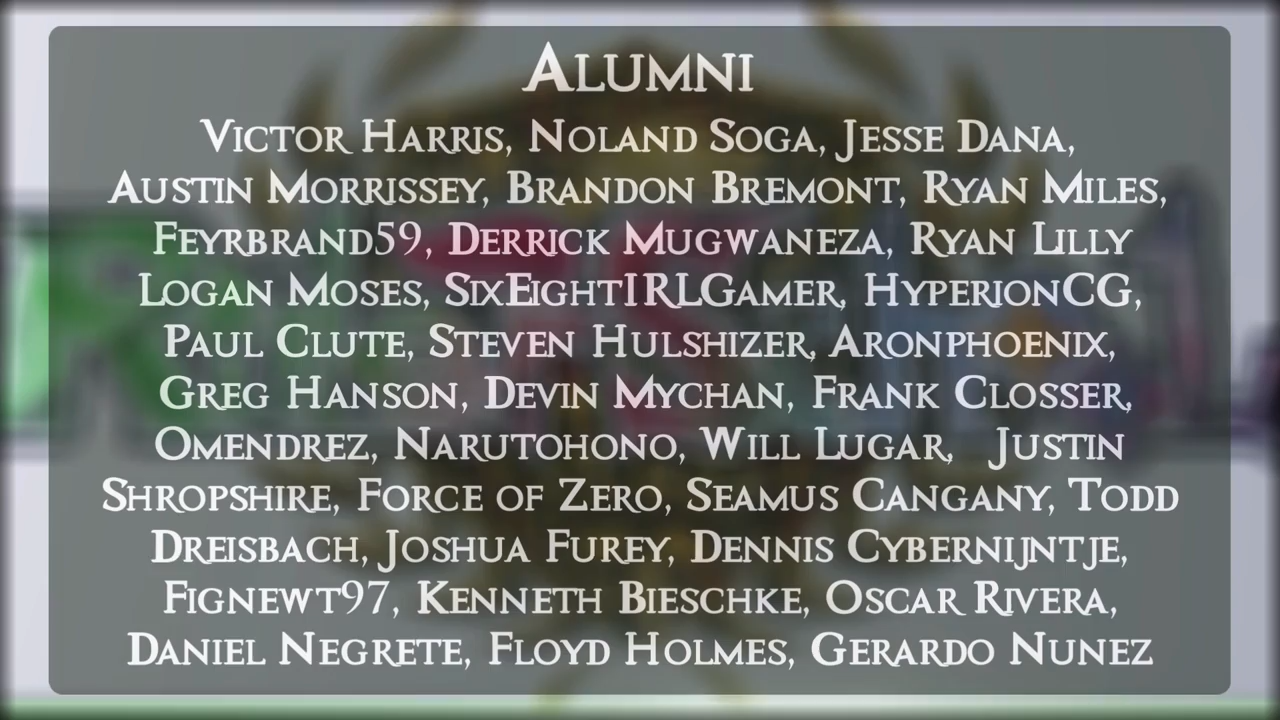 Alumni
Victor Harris, Noland Soga, Jesse Dana,
Austin Morrissey, Brandon Bremont, Ryan Miles,
Feyrbrand59, Derrick Mugwaneza, Ryan Lilly
Logan Moses, SixEightIRLGamer, HyperionCG,
Paul Clute, Steven Hulshizer, Aronphoenix,
Greg Hanson, Devin Mychan, Frank Closser,
Omendrez, Narutohono, Will Lugar, Justin
Shropshire, Force of Zero, Seamus Cangany, Todd
Dreisbach, Joshua Furey, Dennis Cybernijntje,
Fignewt97, Kenneth Bieschke, Oscar Rivera,
Daniel Negrete, Floyd Holmes, Gerardo Nunez